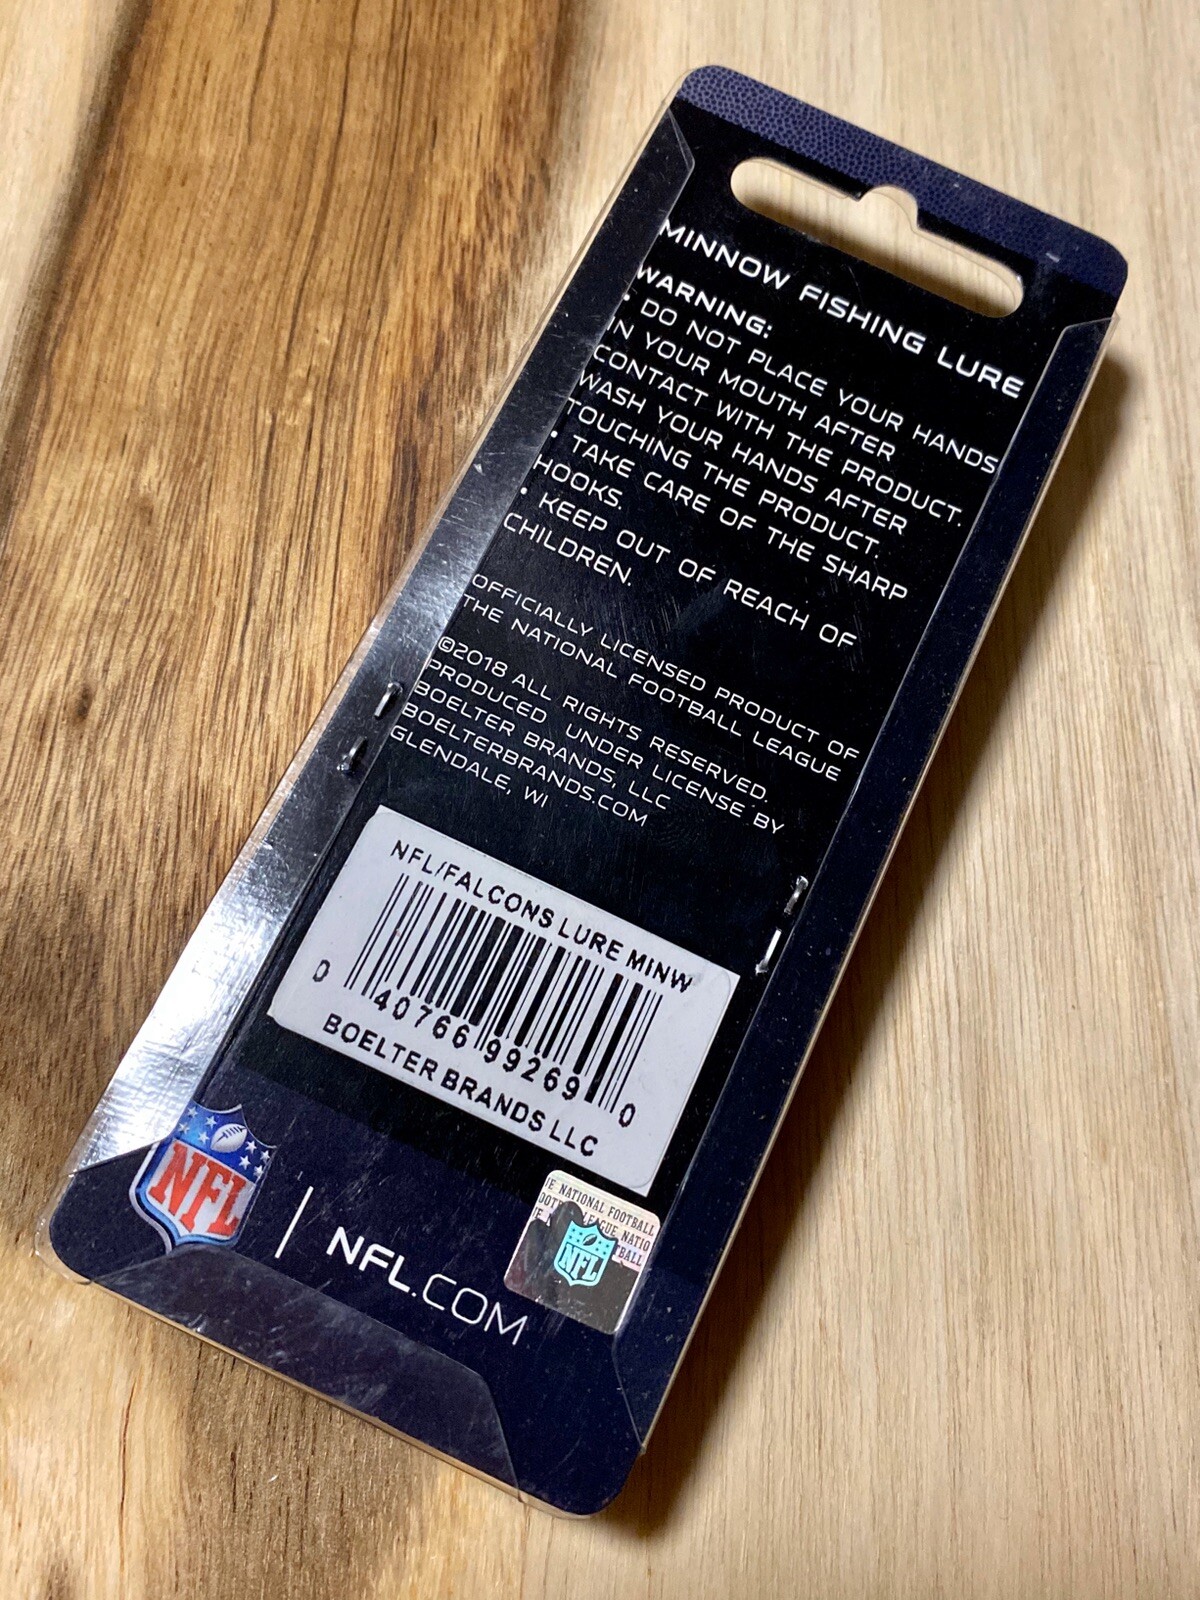 MINNOW FISHING LURE
WARNING:
• DO NOT PLACE YOUR HANDS
IN YOUR MOUTH AFTER
CONTACT WITH THE PRODUCT.
WASH YOUR HANDS AFTER
TOUCHING THE PRODUCT.
• TAKE CARE OF THE SHARP
HOOKS.
• KEEP OUT OF REACH OF
CHILDREN.
OFFICIALLY LICENSED PRODUCT OF
THE NATIONAL FOOTBALL LEAGUE
©2018 ALL RIGHTS RESERVED.
PRODUCED UNDER LICENSE BY
BOELTER BRANDS, LLC
BOELTERBRANDS.COM
GLENDALE, WI
NFL/FALCONS LURE MINW
0 40766 99269 0
BOELTER BRANDS LLC
NFL
NFL.COM
NATIONAL FOOTBALL
NFL